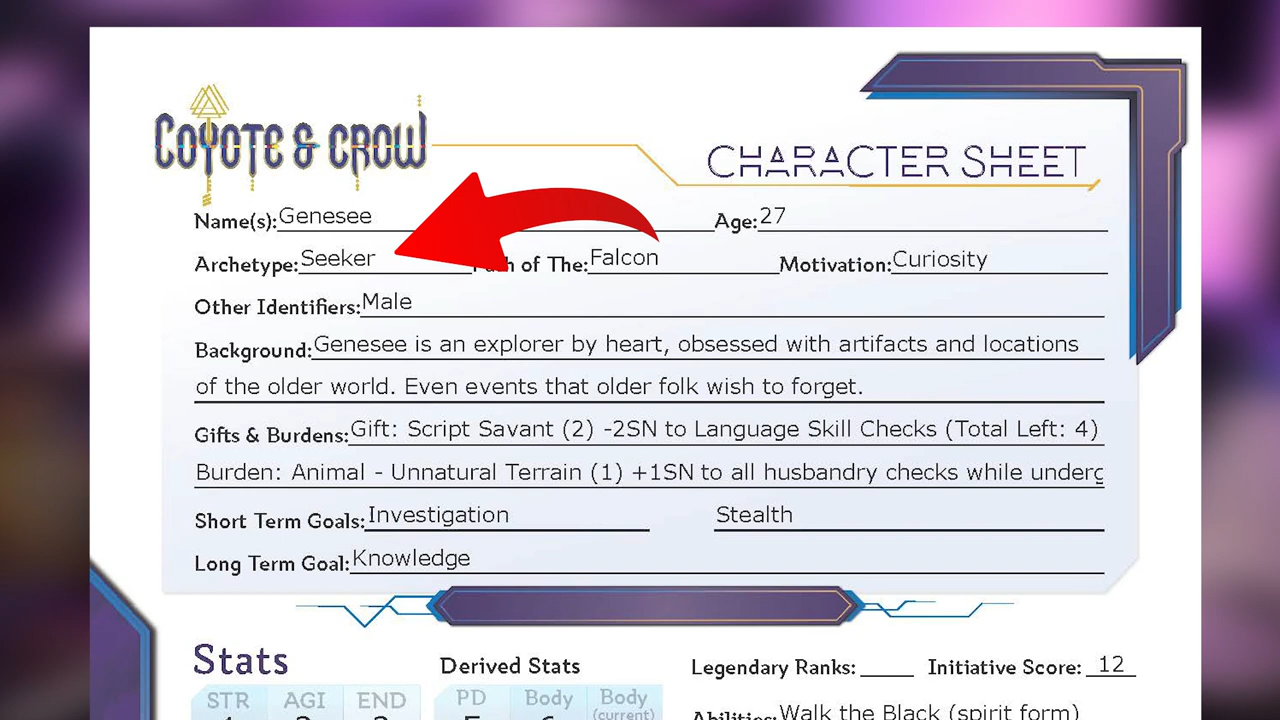 COYOTE & CROW
CHARACTER SHEET
Name(s): Genesee Age: 27
Archetype: Seeker of The: Falcon Motivation: Curiosity
Other Identifiers: Male
Background: Genesee is an explorer by heart, obsessed with artifacts and locations
of the older world. Even events that older folk wish to forget.
Gifts & Burdens: Gift: Script Savant (2) -2SN to Language Skill Checks (Total Left: 4)
Burden: Animal - Unnatural Terrain (1) +1SN to all husbandry checks while underg
Short Term Goals: Investigation Stealth
Long Term Goal: Knowledge
Stats Derived Stats Legendary Ranks: Initiative Score: 12
STR AGI END PD Body Body
(current)
Abilities: Walk the Black (spirit form)